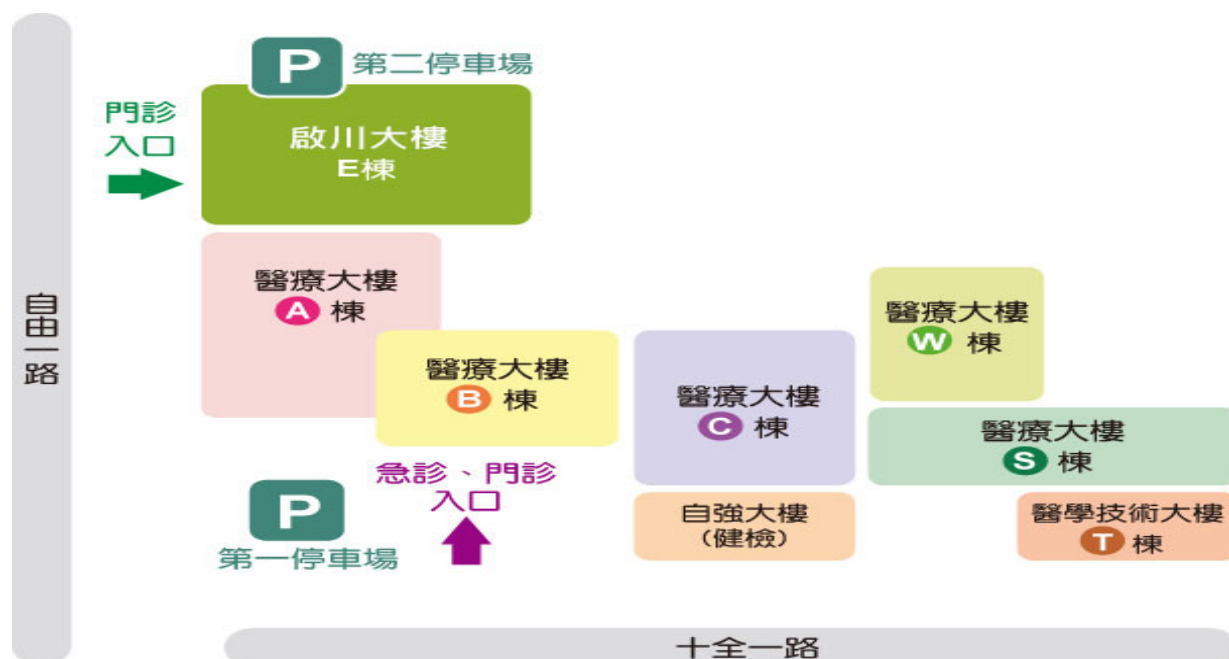 P 第二停車場
門診
入口
啟川大樓
E棟
自由一路
醫療大樓
A 棟
醫療大樓
B 棟
醫療大樓
C 棟
醫療大樓
W 棟
醫療大樓
S 棟
急診、門診
入口
P
第一停車場
自強大樓
(健檢)
醫學技術大樓
T 棟
十全一路